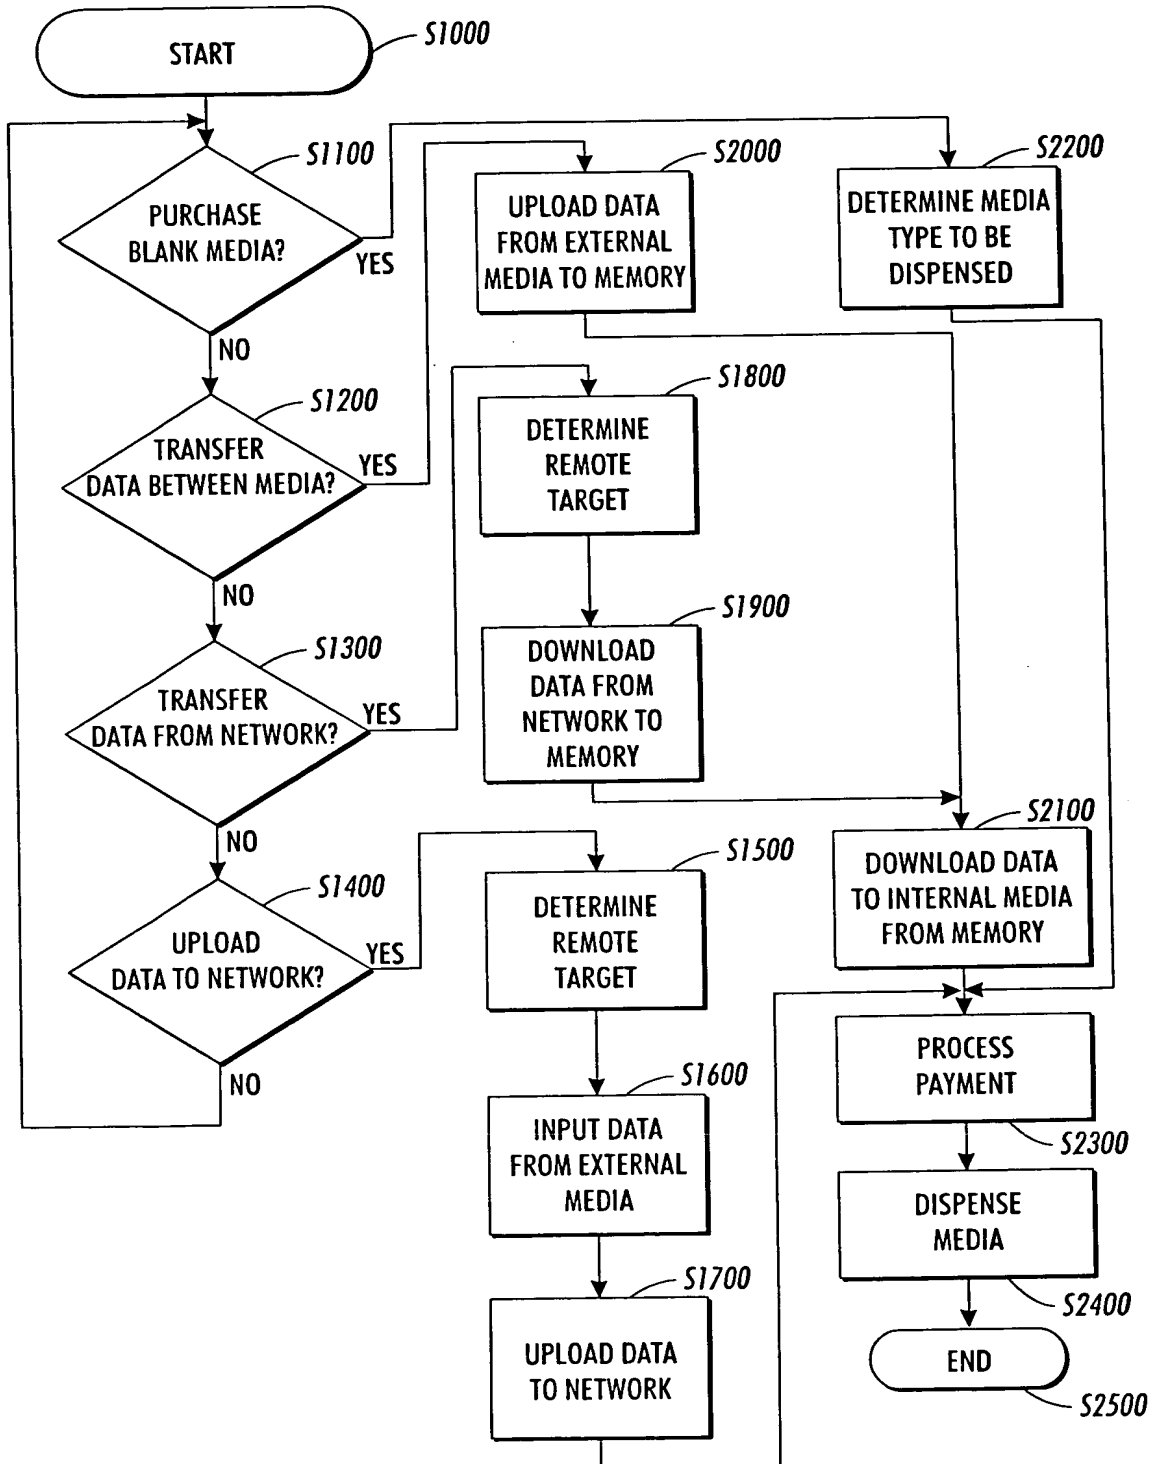 START
S1000
S1100
PURCHASE
BLANK MEDIA?
YES
NO
S2000
UPLOAD DATA
FROM EXTERNAL
MEDIA TO MEMORY
S2200
DETERMINE MEDIA
TYPE TO BE
DISPENSED
S1200
TRANSFER
DATA BETWEEN MEDIA?
YES
NO
S1800
DETERMINE
REMOTE
TARGET
S1900
DOWNLOAD
DATA FROM
NETWORK TO
MEMORY
S1300
TRANSFER
DATA FROM NETWORK?
YES
NO
S2100
DOWNLOAD DATA
TO INTERNAL MEDIA
FROM MEMORY
S1400
UPLOAD
DATA TO NETWORK?
YES
NO
S1500
DETERMINE
REMOTE
TARGET
S1600
INPUT DATA
FROM EXTERNAL
MEDIA
S1700
UPLOAD DATA
TO NETWORK
PROCESS
PAYMENT
S2300
DISPENSE
MEDIA
S2400
END
S2500